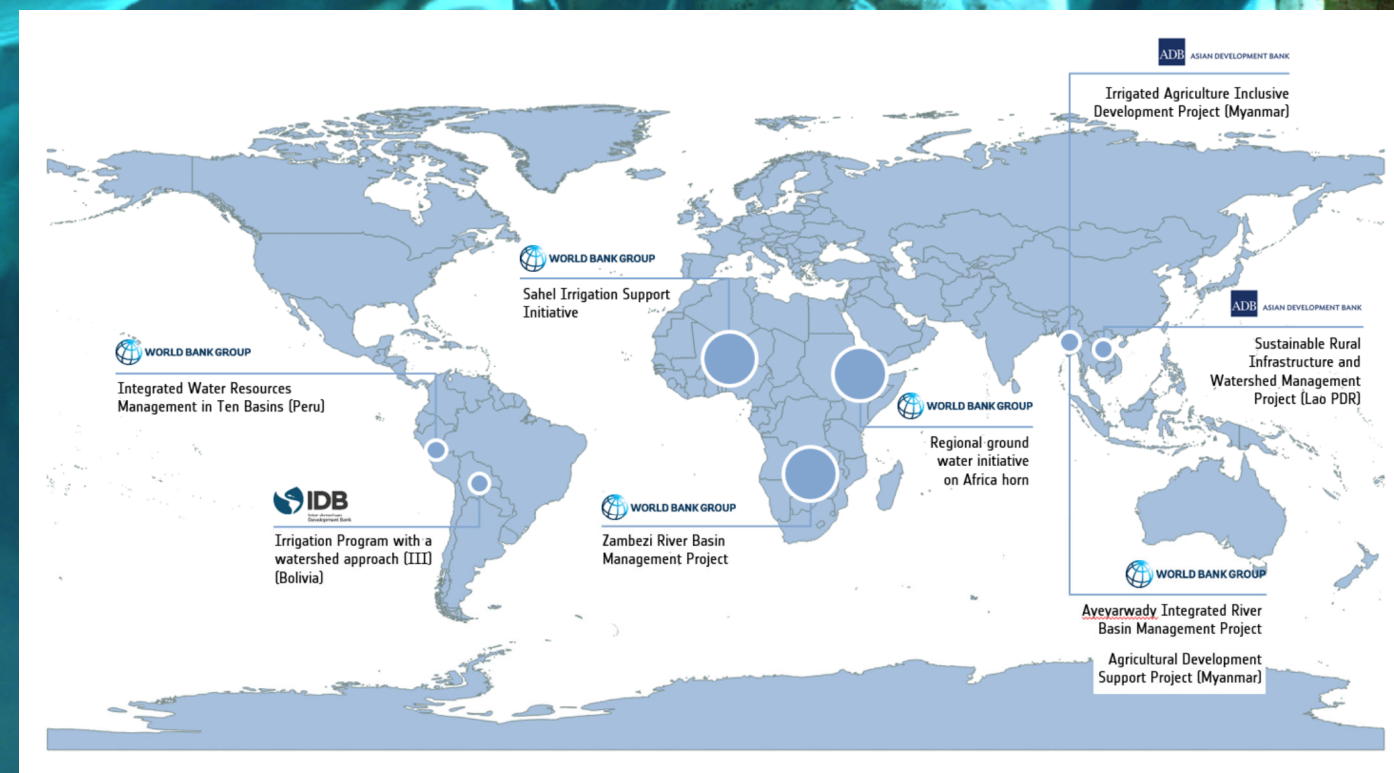 ADB ASIAN DEVELOPMENT BANK
Irrigated Agriculture Inclusive
Development Project (Myanmar)
WORLD BANK GROUP
Sahel Irrigation Support
Initiative
ADB ASIAN DEVELOPMENT BANK
Sustainable Rural
Infrastructure and
Watershed Management
Project (Lao PDR)
WORLD BANK GROUP
Integrated Water Resources
Management in Ten Basins (Peru)
WORLD BANK GROUP
Regional ground
water initiative
on Africa horn
IDB
Inter-American
Development Bank
Irrigation Program with a
watershed approach (III)
(Bolivia)
WORLD BANK GROUP
Zambezi River Basin
Management Project
WORLD BANK GROUP
Ayeyarwady Integrated River
Basin Management Project
Agricultural Development
Support Project (Myanmar)